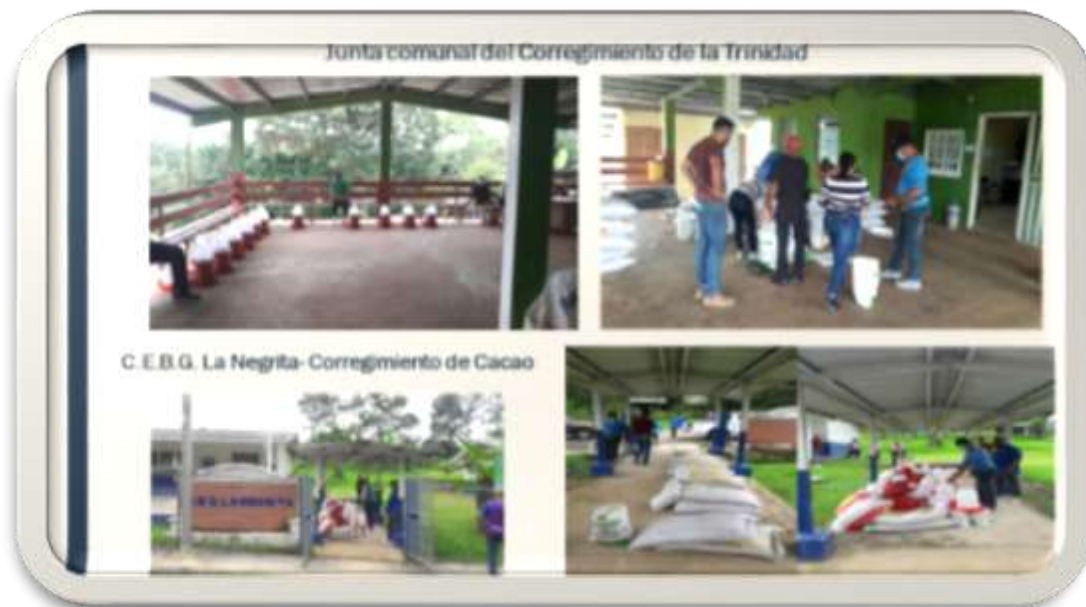 Junta comunal del Corregimiento de la Trinidad
C.E.B.G. La Negrita- Corregimiento de Cacao